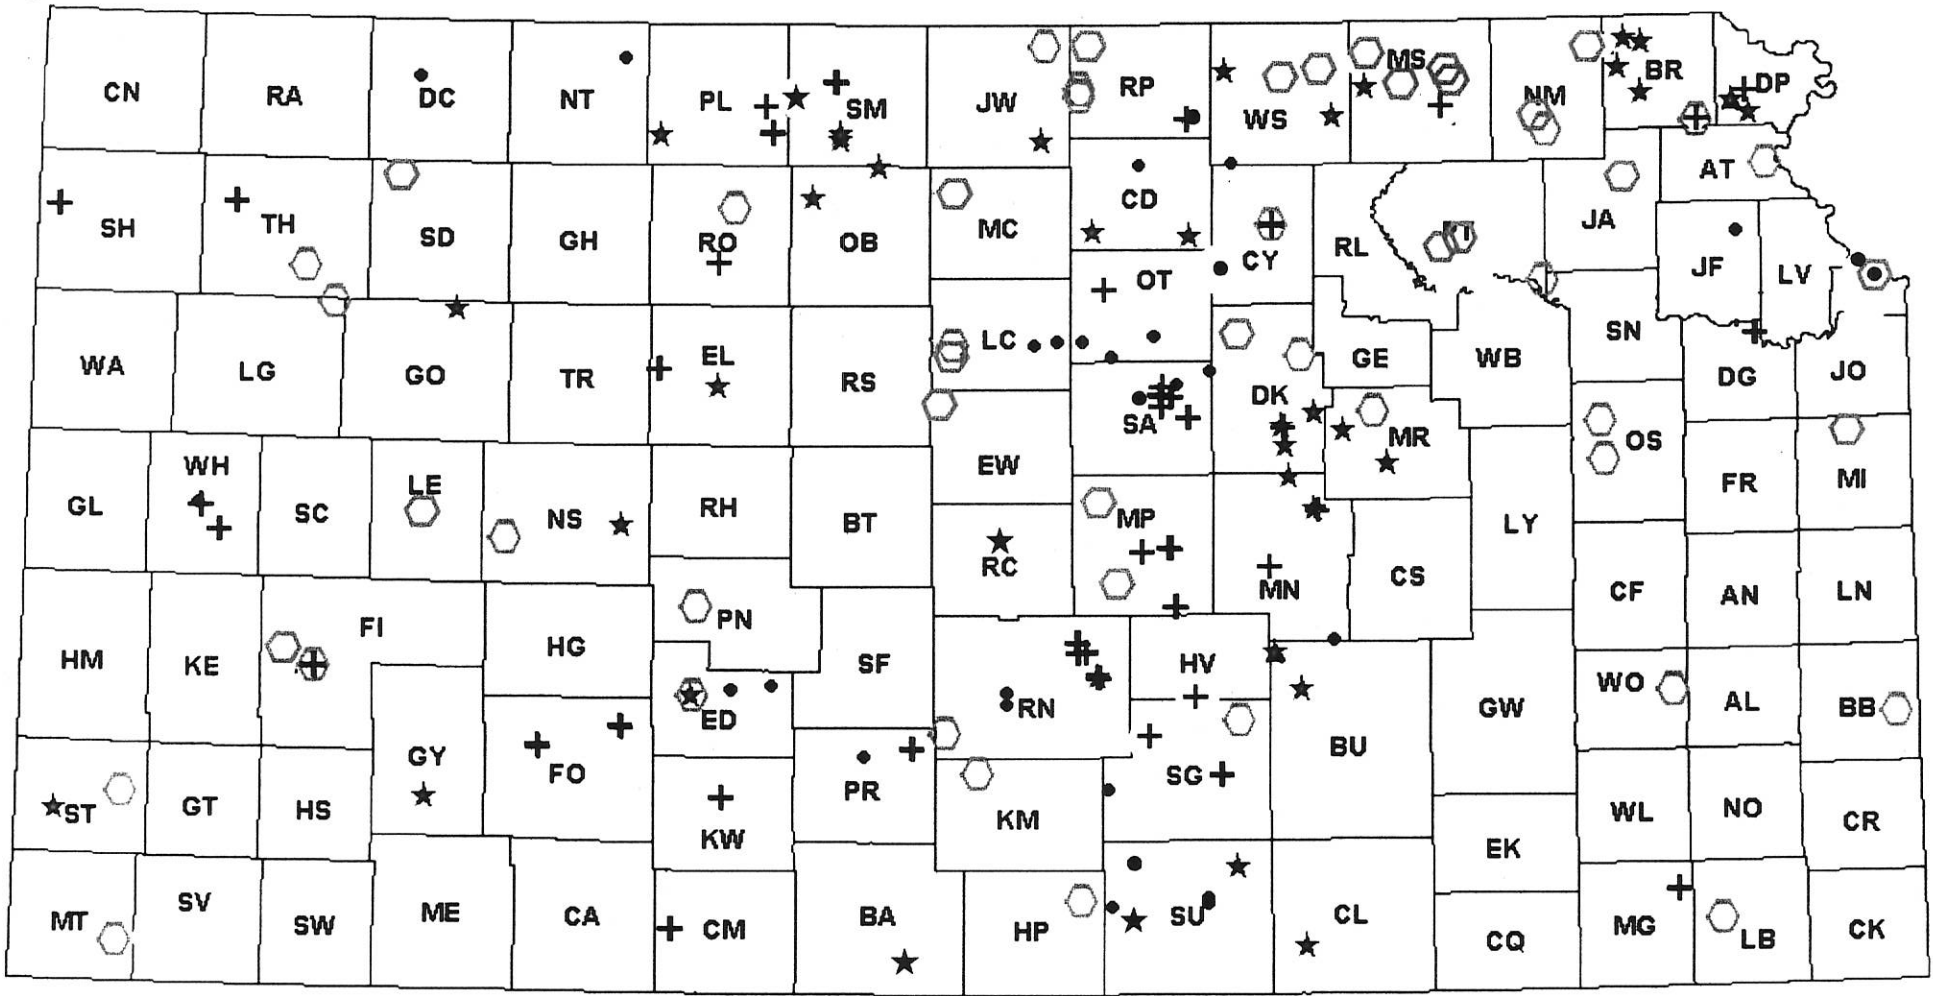 CN RA DC NT PL SM JW RP WS MS NM BR DP
SH TH SD GH RO OB MC CD CY RL JA AT
OT JF LV
WA LG GO TR EL RS LC SA DK GE WB SN DG JO
GL WH SC LE NS RH BT EW MR OS FR MI
RC MP MN CS LY CF AN LN
HM KE FI HG PN SF RN HV
ED BU GW WO AL BB
ST GT HS GY FO KW PR KM SG EK WL NO CR
MT SV SW ME CA CM BA HP SU CL CQ MG LB CK